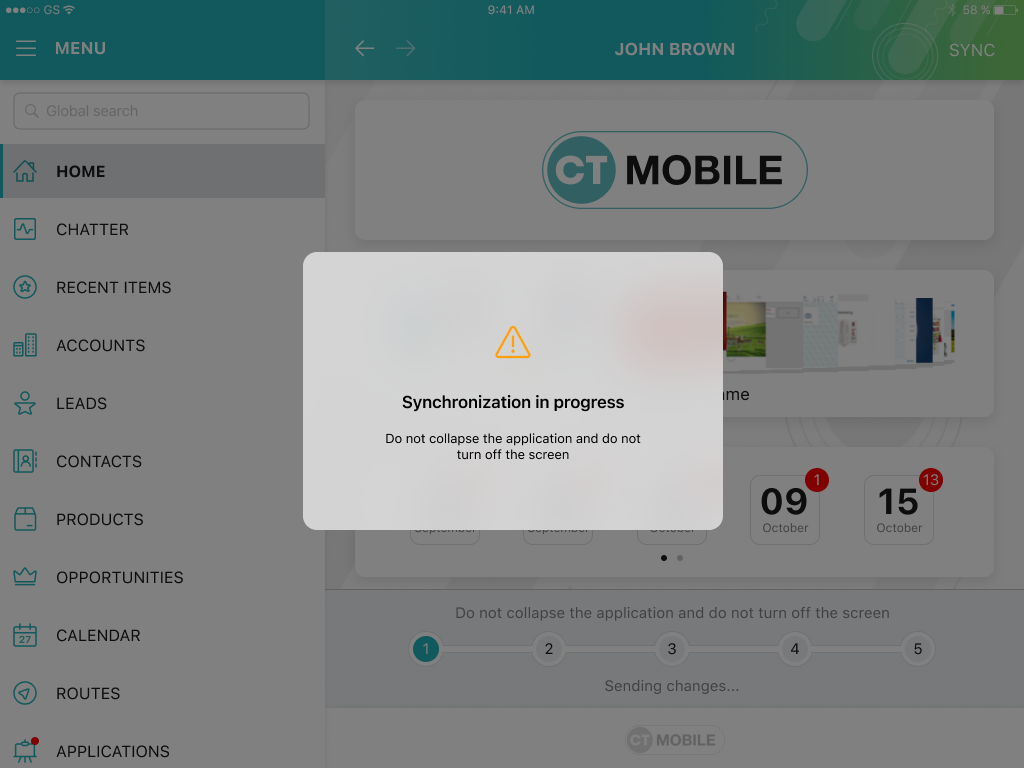 GS
9:41 AM
58 %
MENU
JOHN BROWN
SYNC
Global search
HOME
CHATTER
RECENT ITEMS
ACCOUNTS
LEADS
CONTACTS
PRODUCTS
OPPORTUNITIES
27
CALENDAR
ROUTES
APPLICATIONS
CT MOBILE
Synchronization in progress
Do not collapse the application and do not
turn off the screen
September
September
October
09
1
October
15
13
October
Do not collapse the application and do not turn off the screen
1 2 3 4 5
Sending changes...
CT MOBILE